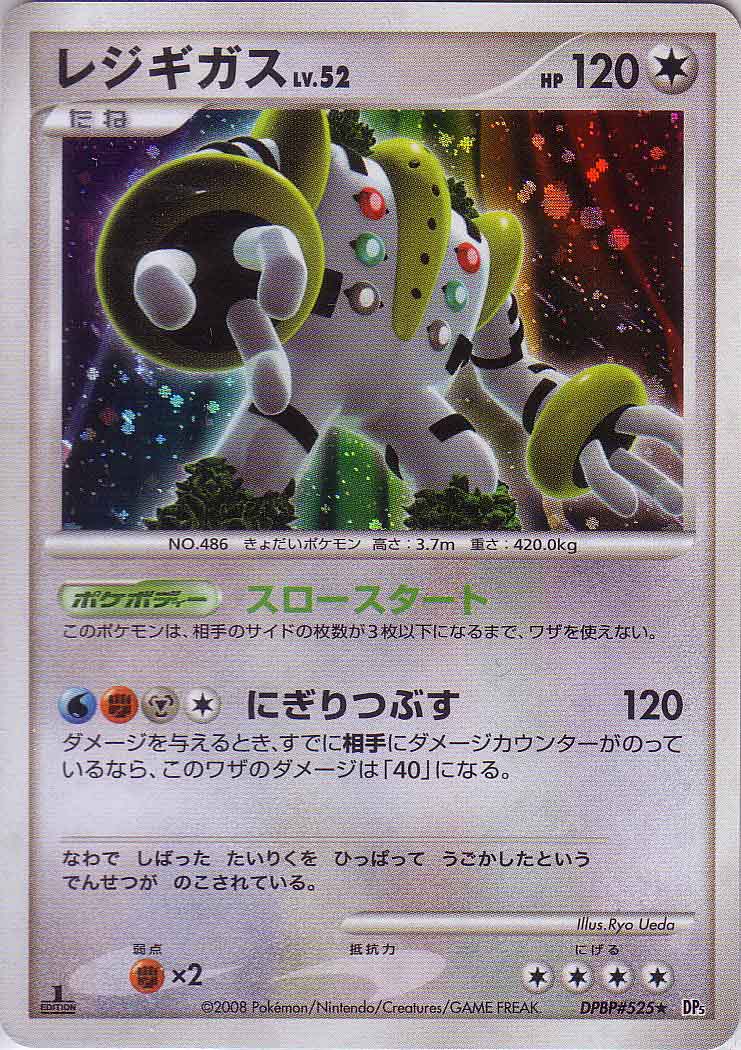 レジギガス LV.52 HP 120
たね
NO.486 きょだいポケモン 高さ：3.7m 重さ：420.0kg
ポケボディー スロースタート
このポケモンは、相手のサイドの枚数が3枚以下になるまで、ワザを使えない。
にぎりつぶす 120
ダメージを与えるとき、すでに相手にダメージカウンターがのって
いるなら、このワザのダメージは「40」になる。
なわで しばった たいりくを ひっぱって うごかしたという
でんせつが のこされている。
Illus.Ryo Ueda
弱点 抵抗力 にげる
×2
1 EDITION ©2008 Pokémon/Nintendo/Creatures/GAME FREAK. DPBP#525★ DP5